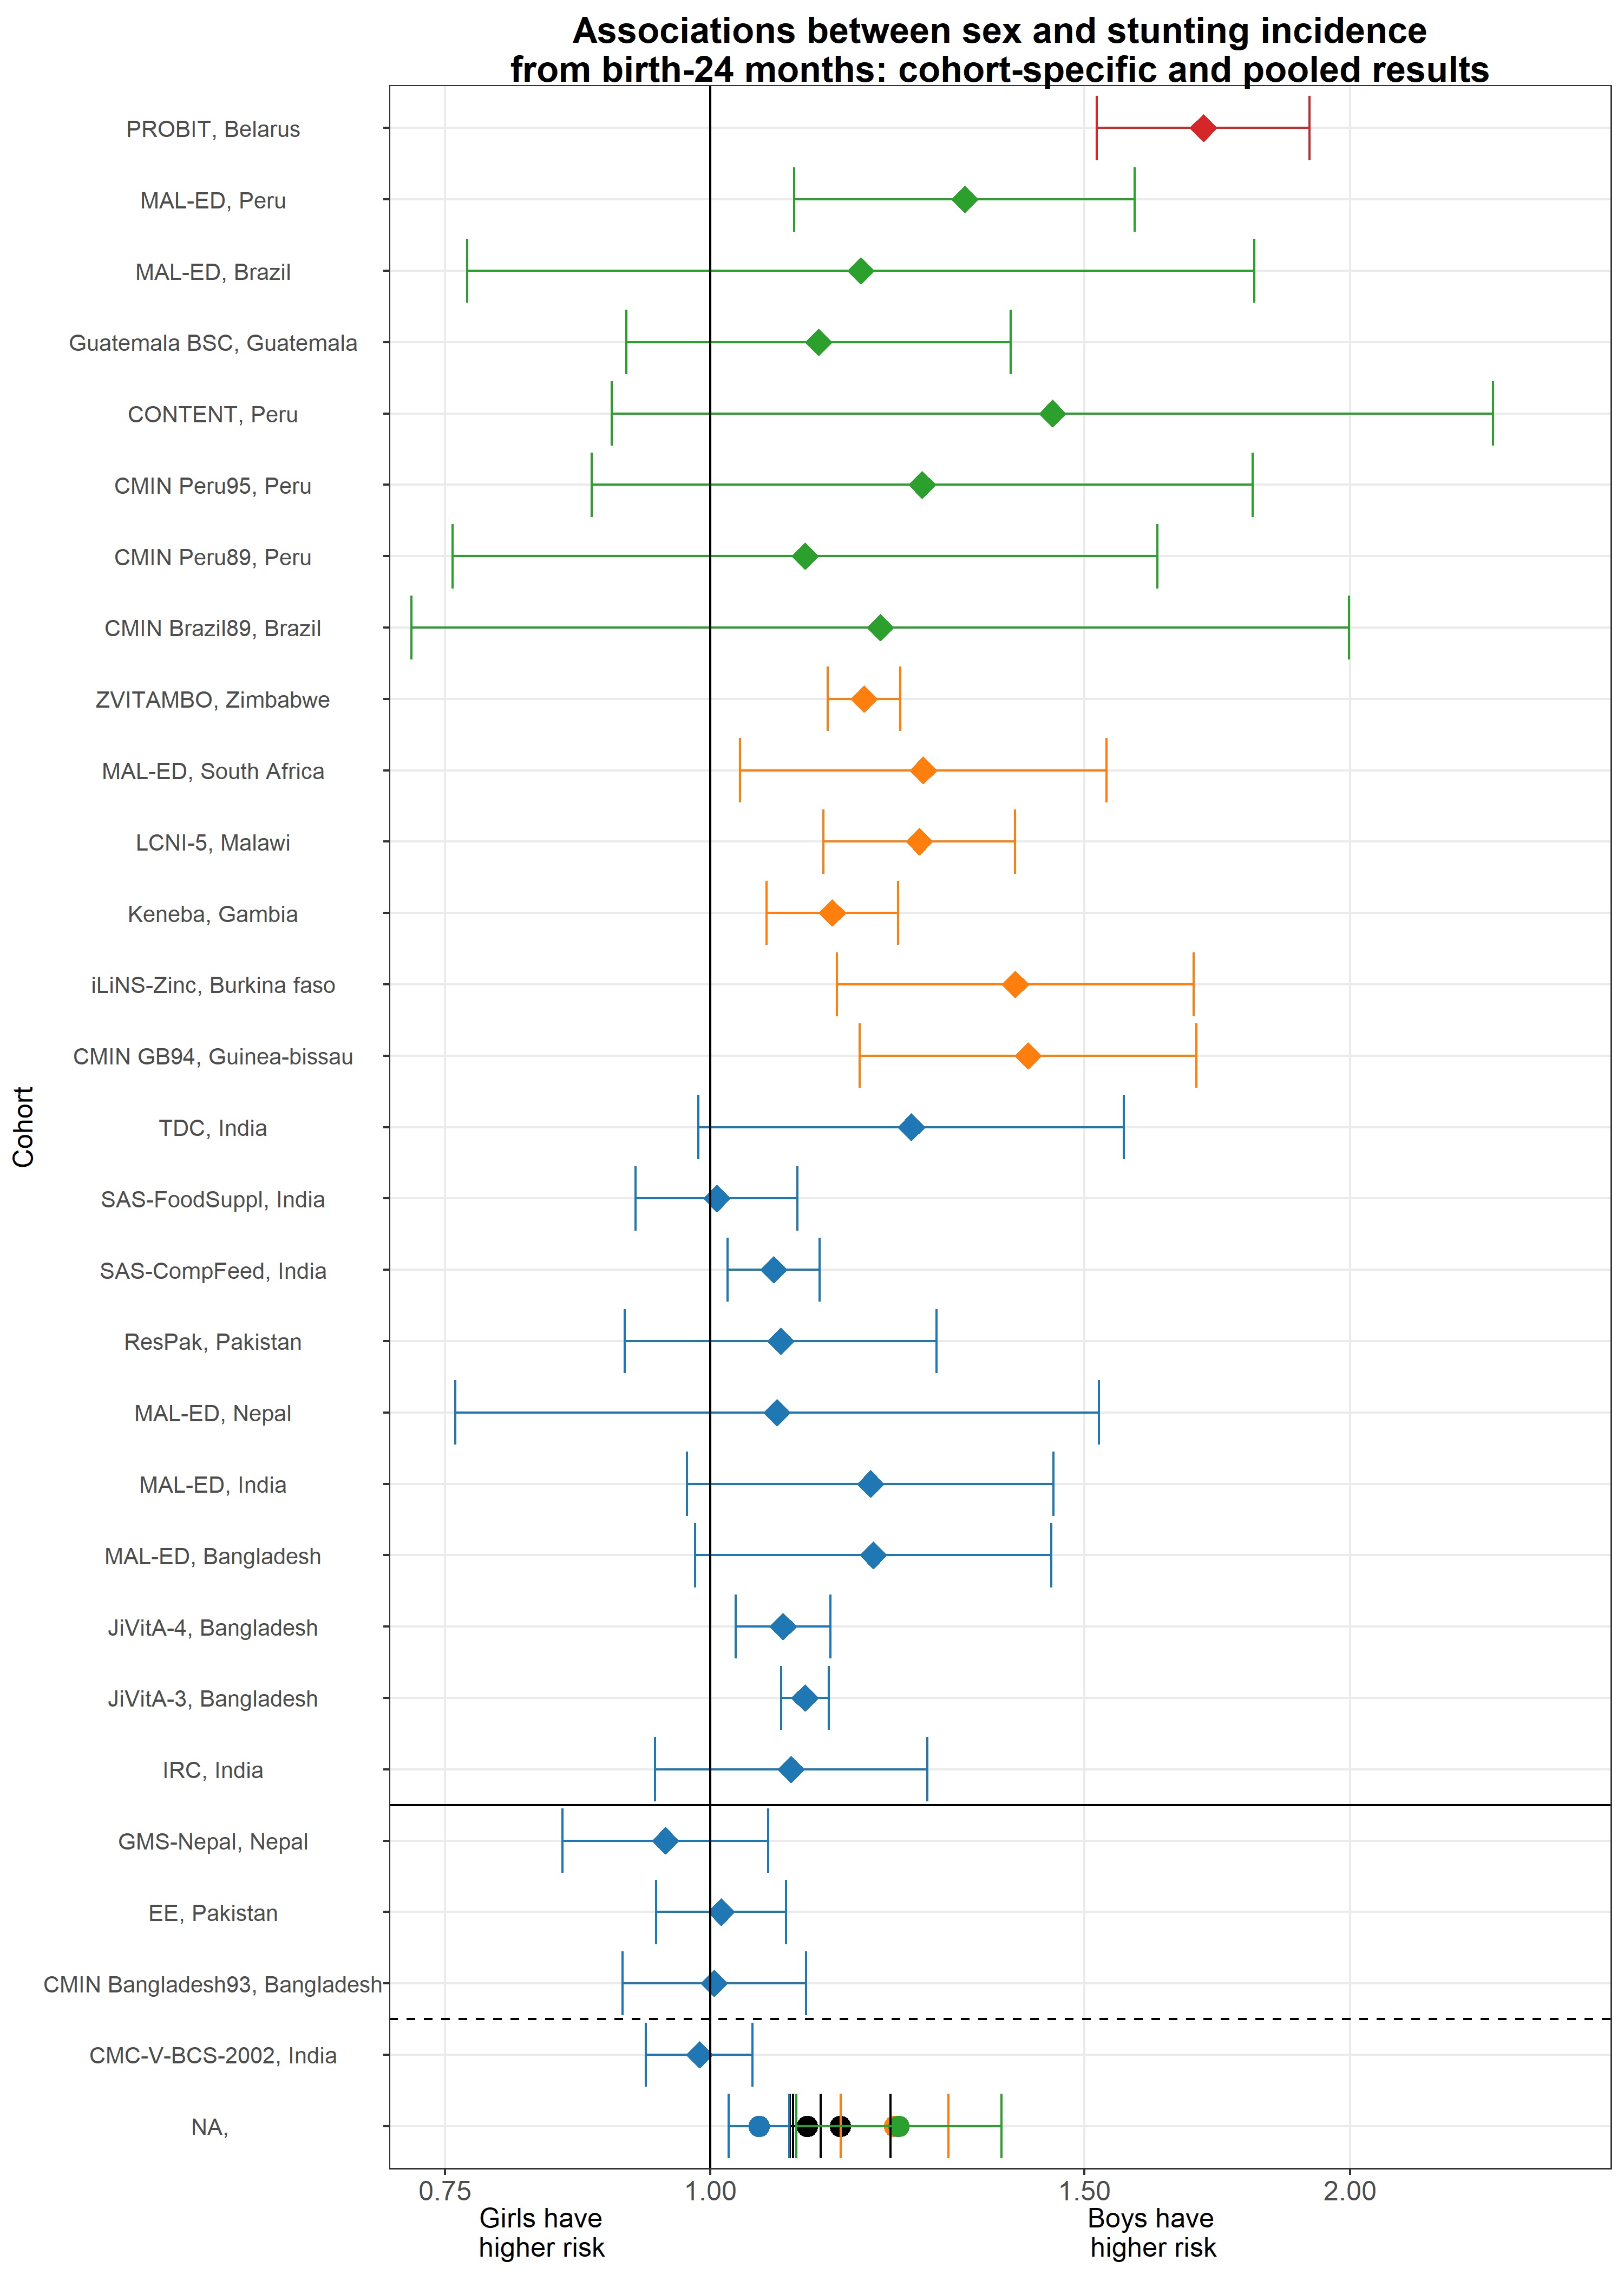 Associations between sex and stunting incidence
from birth-24 months: cohort-specific and pooled results
PROBIT, Belarus
MAL-ED, Peru
MAL-ED, Brazil
Guatemala BSC, Guatemala
CONTENT, Peru
CMIN Peru95, Peru
CMIN Peru89, Peru
CMIN Brazil89, Brazil
ZVITAMBO, Zimbabwe
MAL-ED, South Africa
LCNI-5, Malawi
Keneba, Gambia
iLiNS-Zinc, Burkina faso
CMIN GB94, Guinea-bissau
TDC, India
SAS-FoodSuppl, India
SAS-CompFeed, India
ResPak, Pakistan
MAL-ED, Nepal
MAL-ED, India
MAL-ED, Bangladesh
JiVitA-4, Bangladesh
JiVitA-3, Bangladesh
IRC, India
GMS-Nepal, Nepal
EE, Pakistan
CMIN Bangladesh93, Bangladesh
CMC-V-BCS-2002, India
NA,
Cohort
0.75 1.00 1.50 2.00
Girls have
higher risk
Boys have
higher risk